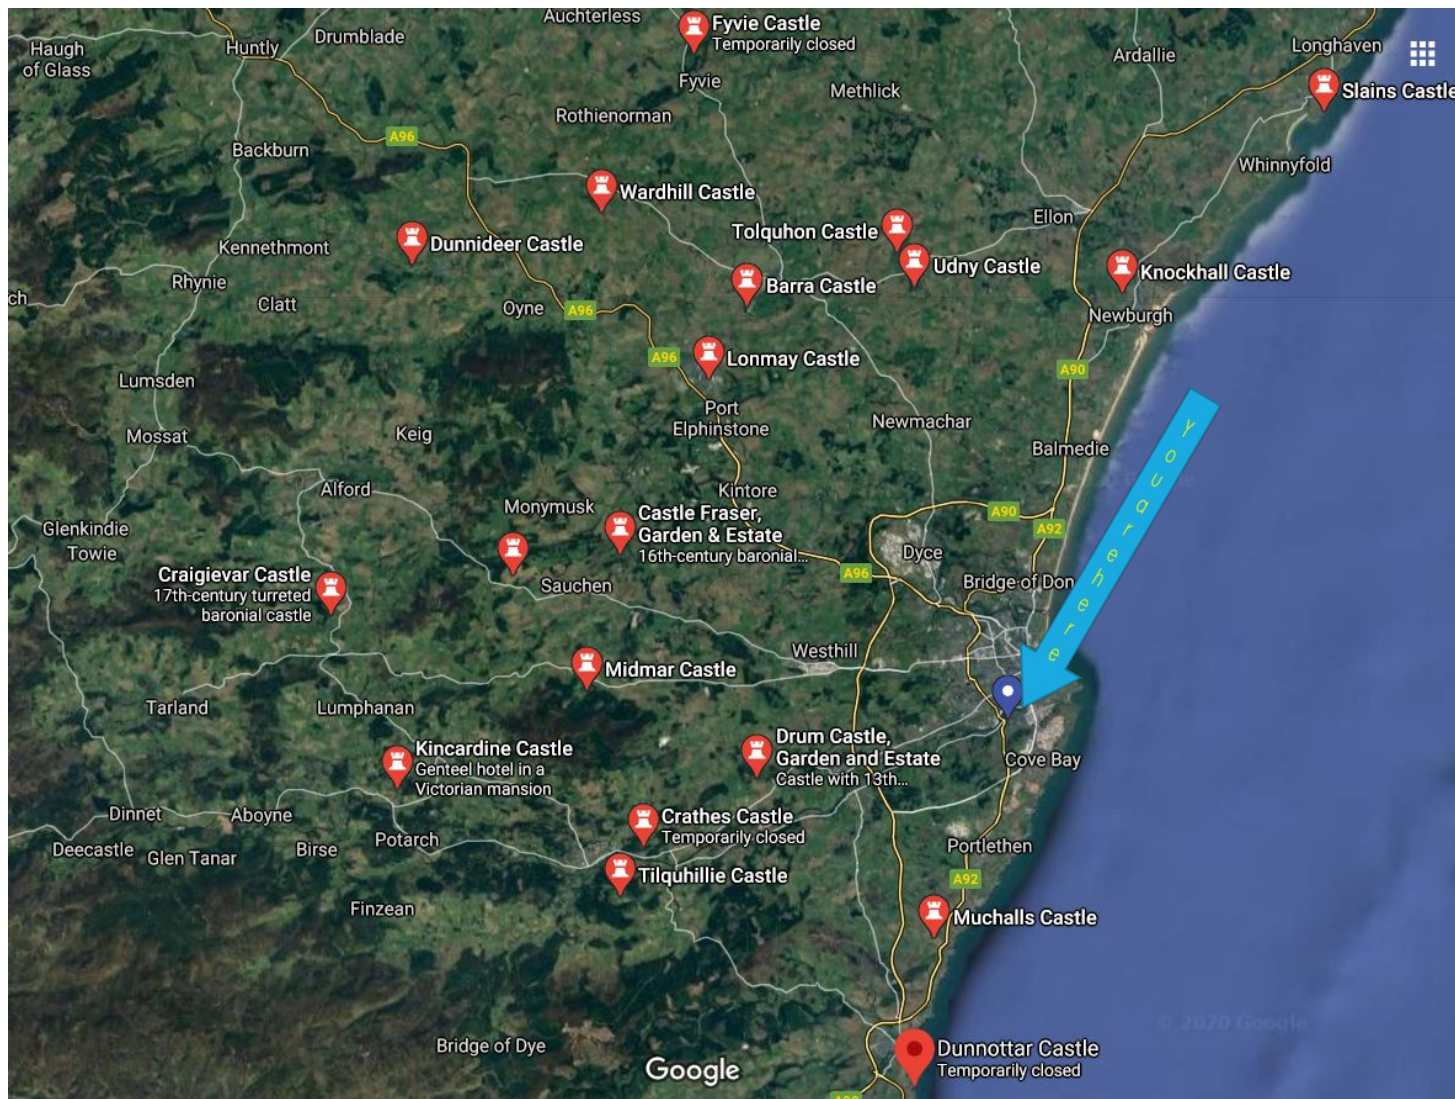 Auchterless
Fyvie Castle
Temporarily closed
Haugh
of Glass
Huntly
Drumblade
Ardallie
Longhaven
Fyvie
Methlick
Slains Castle
Rothienorman
A96
Backburn
Whinnyfold
Wardhill Castle
Ellon
Tolquhon Castle
Kennethmont
Dunnideer Castle
Udny Castle
Knockhall Castle
Rhynie
Barra Castle
ch
Clatt
Oyne
A96
Newburgh
A96
Lonmay Castle
A90
Lumsden
Port
Elphinstone
Newmachar
Mossat
Keig
Balmedie
youarehere
Alford
Kintore
Monymusk
Castle Fraser,
Garden & Estate
16th-century baronial...
A90
A92
Glenkindie
Towie
Dyce
Craigievar Castle
17th-century turreted
baronial castle
Sauchen
A96
Bridge of Don
Westhill
Midmar Castle
Tarland
Lumphanan
Kincardine Castle
Genteel hotel in a
Victorian mansion
Drum Castle,
Garden and Estate
Castle with 13th...
Cove Bay
Dinnet
Aboyne
Crathes Castle
Temporarily closed
Deecastle
Glen Tanar
Birse
Potarch
Portlethen
Tilquhillie Castle
A92
Finzean
Muchalls Castle
© 2020 Google
Bridge of Dye
Google
Dunnottar Castle
Temporarily closed